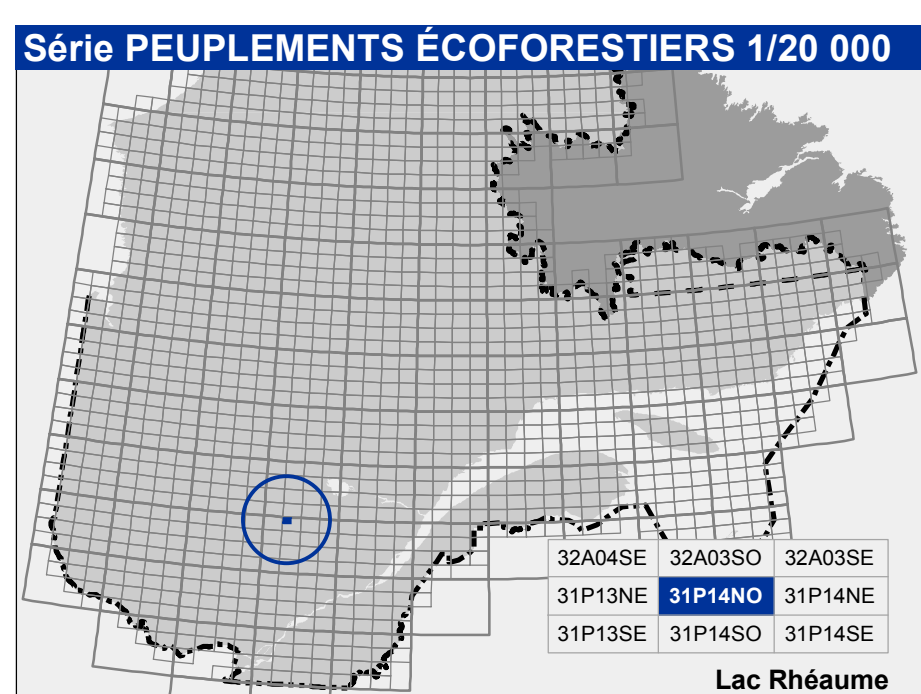 Série PEUPLEMENTS ÉCOFORESTIERS 1/20 000
32A04SE 32A03SO 32A03SE
31P13NE 31P14NO 31P14NE
31P13SE 31P14SO 31P14SE
Lac Rhéaume